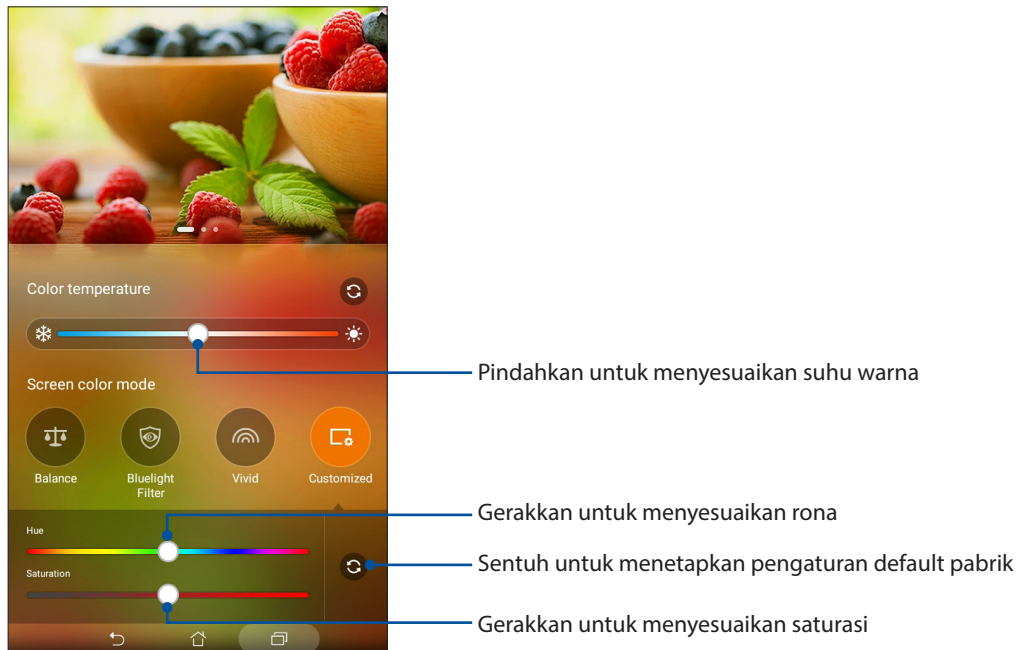 Color temperature
Pindahkan untuk menyesuaikan suhu warna
Screen color mode
Balance
Bluelight
Filter
Vivid
Customized
Gerakkan untuk menyesuaikan rona
Hue
Sentuh untuk menetapkan pengaturan default pabrik
Saturation
Gerakkan untuk menyesuaikan saturasi